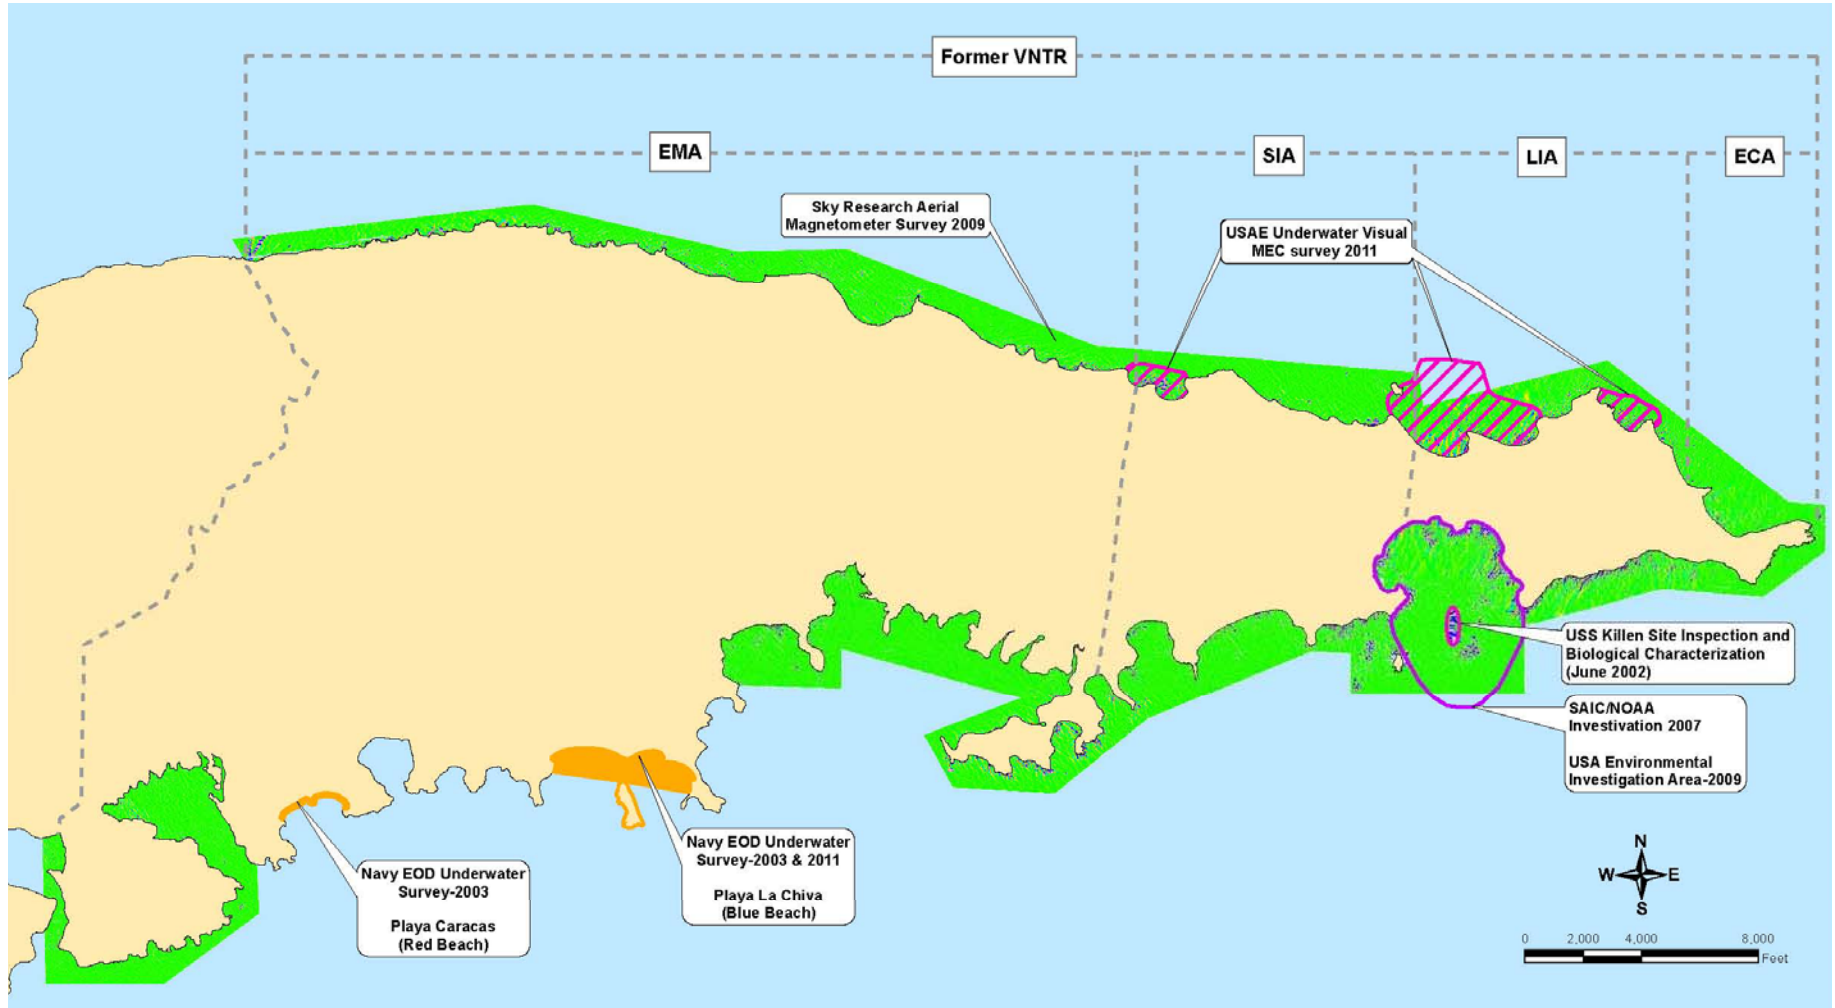 Former VNTR
EMA
SIA
LIA
ECA
Sky Research Aerial
Magnetometer Survey 2009
USAE Underwater Visual
MEC survey 2011
USS Killen Site Inspection and
Biological Characterization
(June 2002)
SAIC/NOAA
Investivation 2007
USA Environmental
Investigation Area-2009
Navy EOD Underwater
Survey-2003 & 2011
Playa La Chiva
(Blue Beach)
Navy EOD Underwater
Survey-2003
Playa Caracas
(Red Beach)
N
W E
S
0 2,000 4,000 8,000
Feet